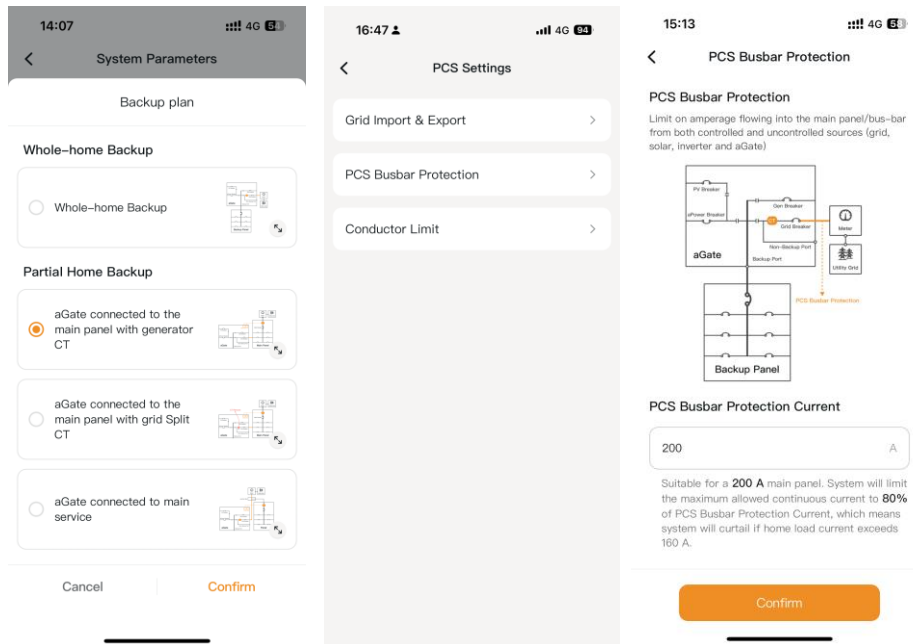 14:07
4G 54
System Parameters
Backup plan
Whole-home Backup
Whole-home Backup
Partial Home Backup
aGate connected to the
main panel with generator
CT
aGate connected to the
main panel with grid Split
CT
aGate connected to main
service
Cancel
Confirm
16:47
4G 94
PCS Settings
Grid Import & Export
PCS Busbar Protection
Conductor Limit
15:13
4G
PCS Busbar Protection
PCS Busbar Protection
Limit on amperage flowing into the main panel/bus-bar
from both controlled and uncontrolled sources (grid,
solar, inverter and aGate)
PV Breaker
Gen Breaker
aPower Breaker
CT
Grid Breaker
Meter
Non-Backup Port
aGate
Backup Port
Utility Grid
PCS Busbar Protection
Backup Panel
PCS Busbar Protection Current
200
A
Suitable for a 200 A main panel. System will limit
the maximum allowed continuous current to 80%
of PCS Busbar Protection Current, which means
system will curtail if home load current exceeds
160 A.
Confirm